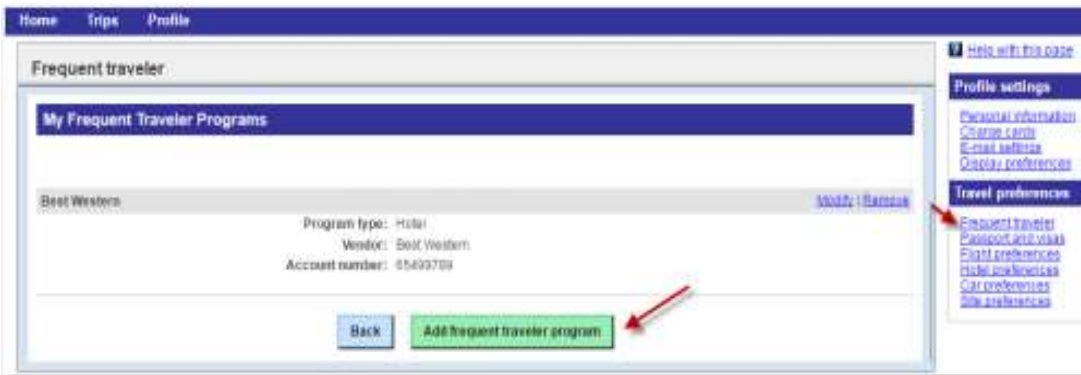 Home Trips Profile
Frequent traveler
My Frequent Traveler Programs
Best Western
Modify | Remove
Program type: Hotel
Vendor: Best Western
Account number: 65499789
Back
Add frequent traveler program
Help with this page
Profile settings
Personal information
Charge cards
E-mail settings
Display preferences
Travel preferences
Frequent traveler
Passport and visas
Flight preferences
Hotel preferences
Car preferences
Site preferences